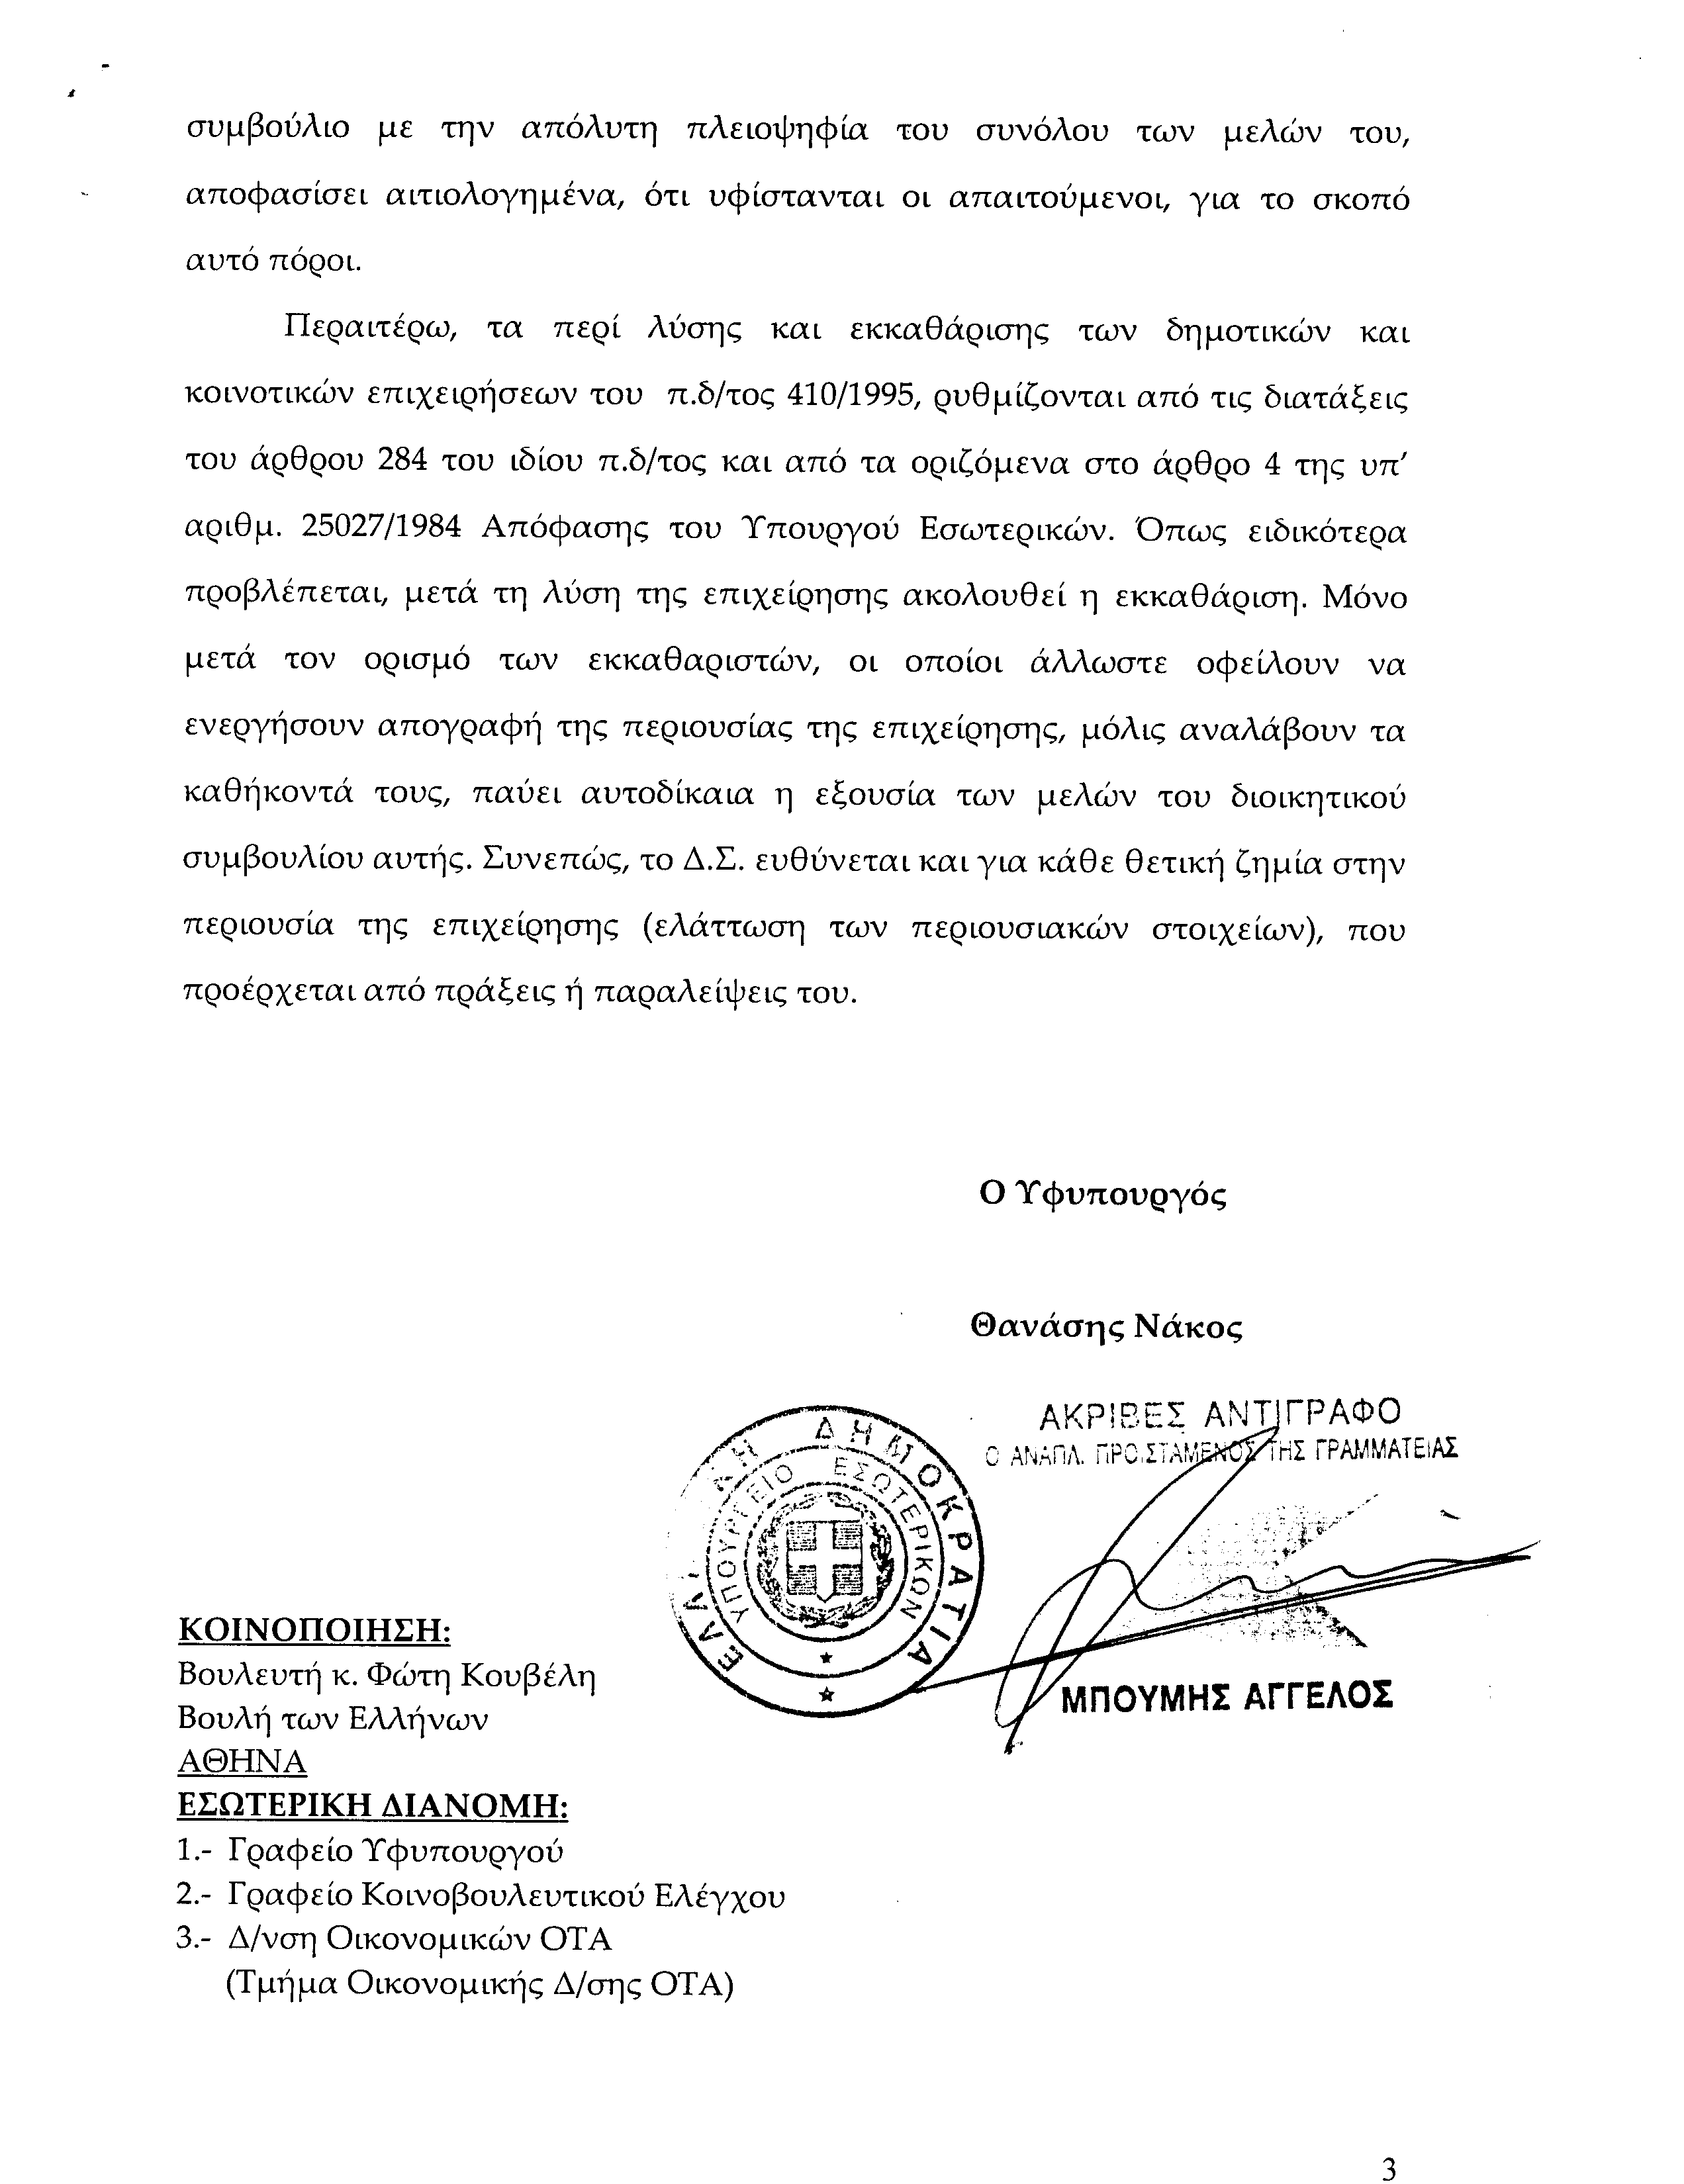 συμβούλιο με την απόλυτη πλειοψηφία του συνόλου των μελών του,
αποφασίσει αιτιολογημένα, ότι υφίστανται οι απαιτούμενοι, για το σκοπό
αυτό πόροι.
Περαιτέρω, τα περί λύσης και εκκαθάρισης των δημοτικών και
κοινοτικών επιχειρήσεων του π.δ/τος 410/1995, ρυθμίζονται από τις διατάξεις
του άρθρου 284 του ιδίου π.δ/τος και από τα οριζόμενα στο άρθρο 4 της υπ'
αριθμ. 25027/1984 Απόφασης του Υπουργού Εσωτερικών. Όπως ειδικότερα
προβλέπεται, μετά τη λύση της επιχείρησης ακολουθεί η εκκαθάριση. Μόνο
μετά τον ορισμό των εκκαθαριστών, οι οποίοι άλλωστε οφείλουν να
ενεργήσουν απογραφή της περιουσίας της επιχείρησης, μόλις αναλάβουν τα
καθήκοντά τους, παύει αυτοδίκαια η εξουσία των μελών του διοικητικού
συμβουλίου αυτής. Συνεπώς, το Δ.Σ. ευθύνεται και για κάθε θετική ζημία στην
περιουσία της επιχείρησης (ελάττωση των περιουσιακών στοιχείων), που
προέρχεται από πράξεις ή παραλείψεις του.
Ο Υφυπουργός
Θανάσης Νάκος
ΑΚΡΙΒΕΣ ΑΝΤΙΓΡΑΦΟ
Ο ΑΝΑΠΛ. ΠΡΟΙΣΤΑΜΕΝΟΣ ΤΗΣ ΓΡΑΜΜΑΤΕΙΑΣ
ΕΛΛΗΝΙΚΗ ΔΗΜΟΚΡΑΤΙΑ
ΥΠΟΥΡΓΕΙΟ ΕΣΩΤΕΡΙΚΩΝ
ΜΠΟΥΜΗΣ ΑΓΓΕΛΟΣ
ΚΟΙΝΟΠΟΙΗΣΗ:
Βουλευτή κ. Φώτη Κουβέλη
Βουλή των Ελλήνων
ΑΘΗΝΑ
ΕΣΩΤΕΡΙΚΗ ΔΙΑΝΟΜΗ:
1.- Γραφείο Υφυπουργού
2.- Γραφείο Κοινοβουλευτικού Ελέγχου
3.- Δ/νση Οικονομικών ΟΤΑ
(Τμήμα Οικονομικής Δ/σης ΟΤΑ)
3